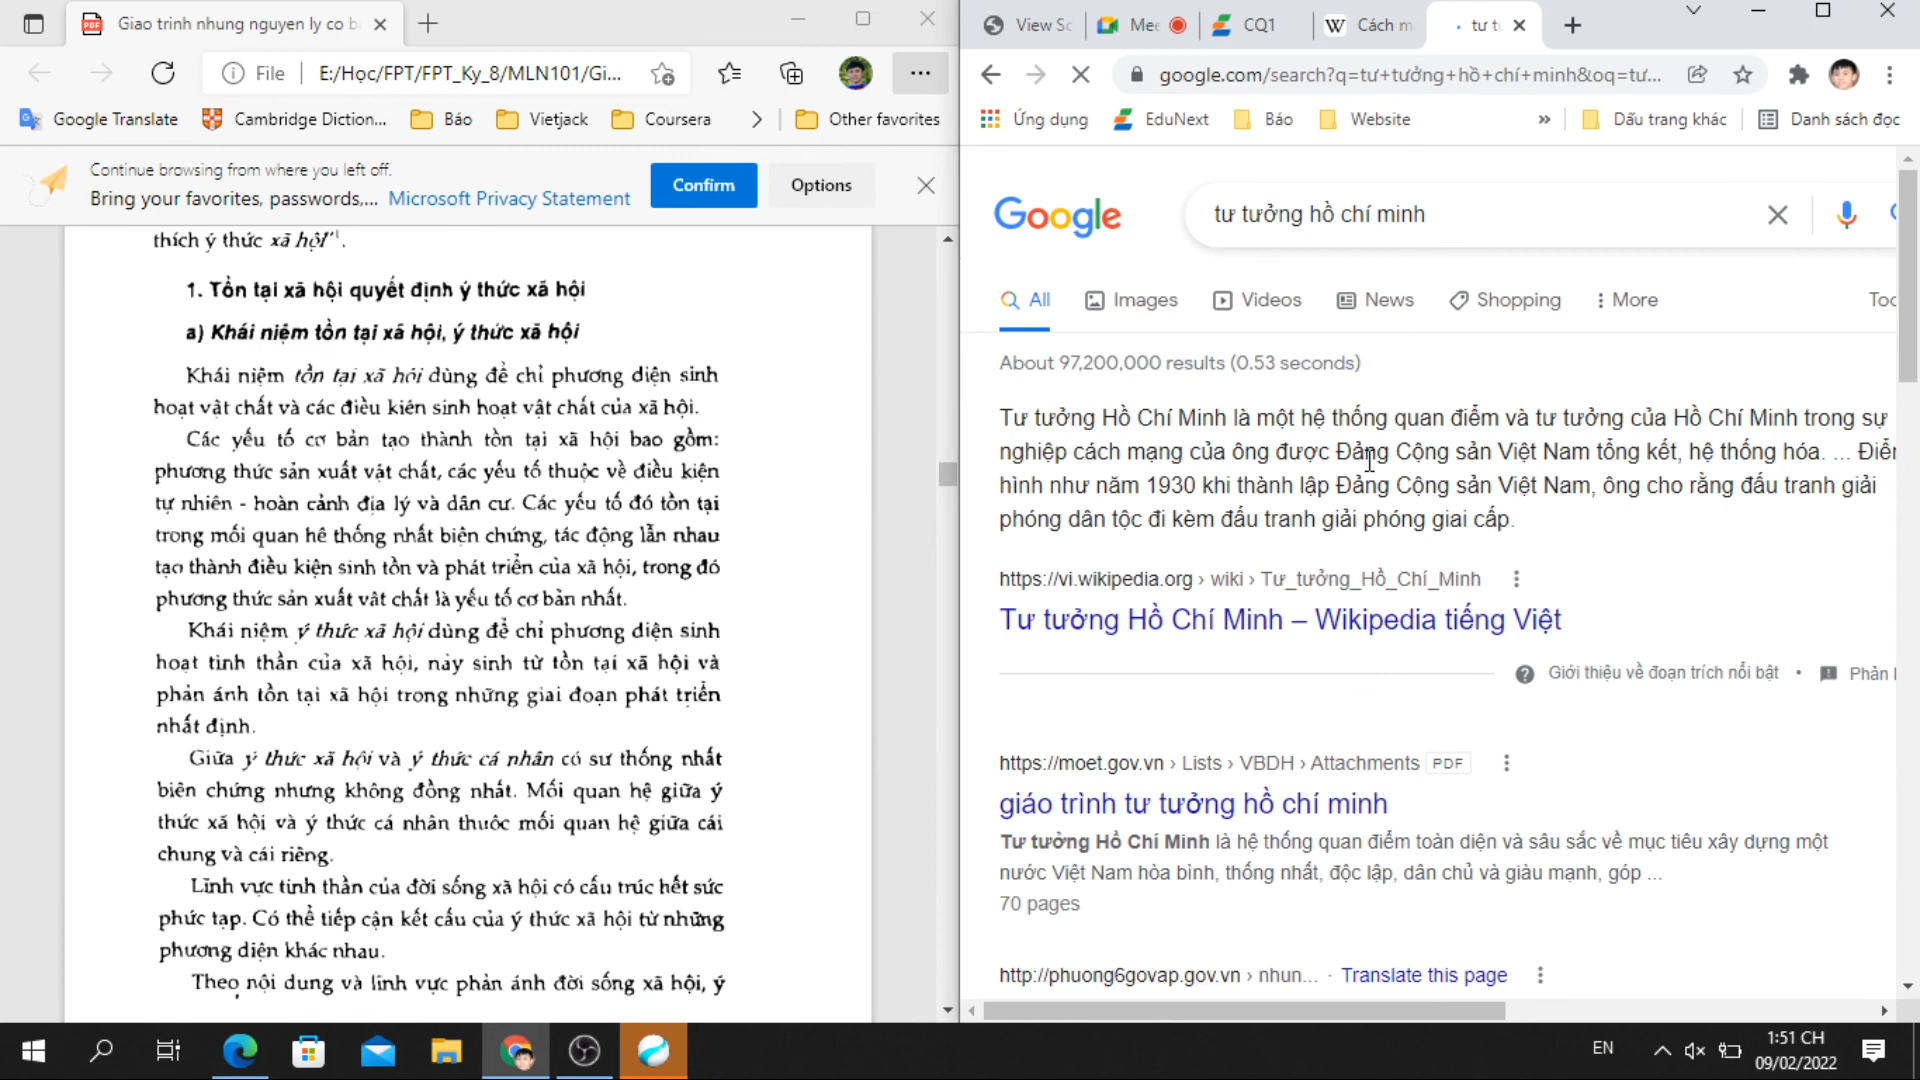 Giao trinh nhung nguyen ly co b
File
E:/Học/FPT/FPT_Ky_8/MLN101/Gi...
Google Translate
Cambridge Diction...
Báo
Vietjack
Coursera
Other favorites
Continue browsing from where you left off.
Bring your favorites, passwords,... Microsoft Privacy Statement
Confirm
Options
thích ý thức xã hội"1.
1. Tồn tại xã hội quyết định ý thức xã hội
a) Khái niệm tồn tại xã hội, ý thức xã hội
Khái niệm tồn tại xã hội dùng để chỉ phương diện sinh
hoạt vật chất và các điều kiện sinh hoạt vật chất của xã hội.
Các yếu tố cơ bản tạo thành tồn tại xã hội bao gồm:
phương thức sản xuất vật chất, các yếu tố thuộc về điều kiện
tự nhiên - hoàn cảnh địa lý và dân cư. Các yếu tố đó tồn tại
trong mối quan hệ thống nhất biện chứng, tác động lẫn nhau
tạo thành điều kiện sinh tồn và phát triển của xã hội, trong đó
phương thức sản xuất vật chất là yếu tố cơ bản nhất.
Khái niệm ý thức xã hội dùng để chỉ phương diện sinh
hoạt tinh thần của xã hội, nảy sinh từ tồn tại xã hội và
phản ánh tồn tại xã hội trong những giai đoạn phát triển
nhất định.
Giữa ý thức xã hội và ý thức cá nhân có sự thống nhất
biện chứng nhưng không đồng nhất. Mối quan hệ giữa ý
thức xã hội và ý thức cá nhân thuộc mối quan hệ giữa cái
chung và cái riêng.
Lĩnh vực tinh thần của đời sống xã hội có cấu trúc hết sức
phức tạp. Có thể tiếp cận kết cấu của ý thức xã hội từ những
phương diện khác nhau.
Theo nội dung và lĩnh vực phản ánh đời sống xã hội, ý
View Sc
Mee
CQ1
Cách m
tư t
google.com/search?q=tư+tưởng+hồ+chí+minh&oq=tư...
Ứng dụng
EduNext
Báo
Website
Dấu trang khác
Danh sách đọc
Google
tư tưởng hồ chí minh
All
Images
Videos
News
Shopping
More
Too
About 97,200,000 results (0.53 seconds)
Tư tưởng Hồ Chí Minh là một hệ thống quan điểm và tư tưởng của Hồ Chí Minh trong sự
nghiệp cách mạng của ông được Đảng Cộng sản Việt Nam tổng kết, hệ thống hóa. ... Điển
hình như năm 1930 khi thành lập Đảng Cộng sản Việt Nam, ông cho rằng đấu tranh giải
phóng dân tộc đi kèm đấu tranh giải phóng giai cấp.
https://vi.wikipedia.org › wiki › Tư_tưởng_Hồ_Chí_Minh
Tư tưởng Hồ Chí Minh – Wikipedia tiếng Việt
Giới thiệu về đoạn trích nổi bật • Phản
https://moet.gov.vn › Lists › VBDH › Attachments PDF
giáo trình tư tưởng hồ chí minh
Tư tưởng Hồ Chí Minh là hệ thống quan điểm toàn diện và sâu sắc về mục tiêu xây dựng một
nước Việt Nam hòa bình, thống nhất, độc lập, dân chủ và giàu mạnh, góp ...
70 pages
http://phuong6govap.gov.vn › nhun... · Translate this page
EN
1:51 CH
09/02/2022